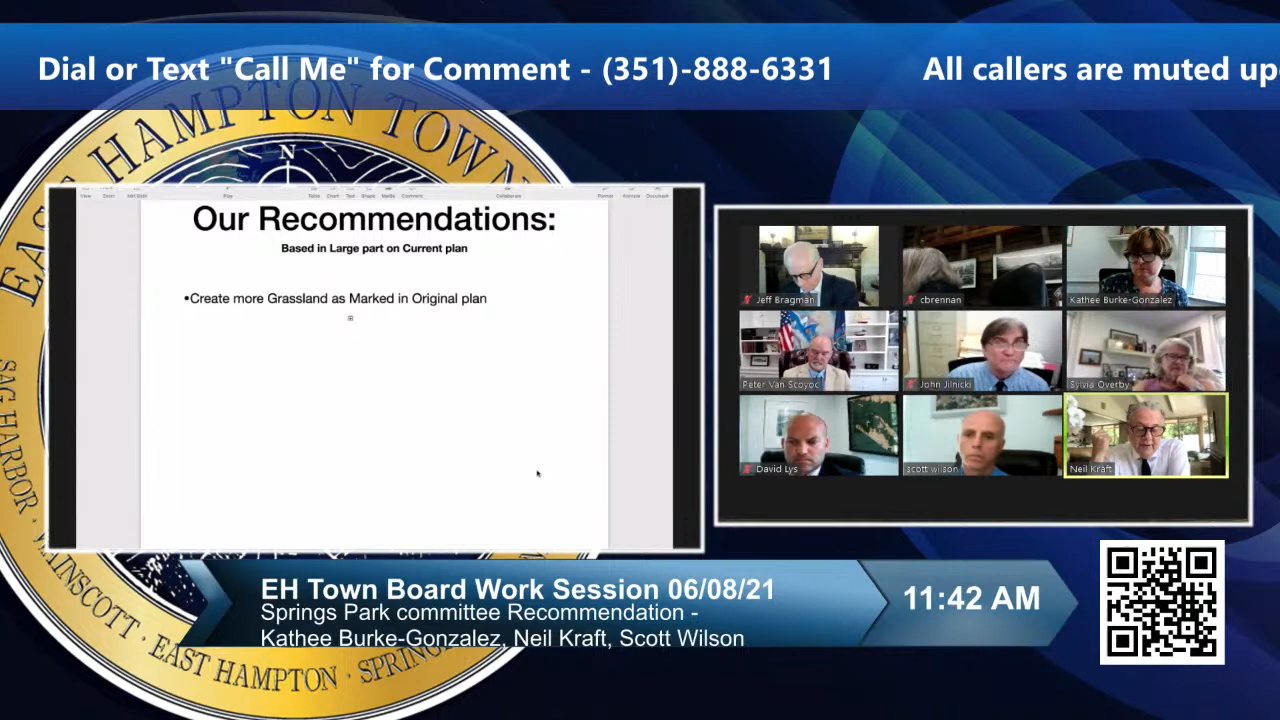 Dial or Text "Call Me" for Comment - (351)-888-6331
All callers are muted up
EAST HAMPTON TOWN
N
SAG HARBOR · WAINSCOTT · EAST HAMPTON · SPRING
Our Recommendations:
Based in Large part on Current plan
•Create more Grassland as Marked in Original plan
Jeff Bragman
cbrennan
Kathee Burke-Gonzalez
Peter Van Scoyoc
John Jilnicki
Sylvia Overby
David Lys
scott wilson
Neil Kraft
EH Town Board Work Session 06/08/21
Springs Park committee Recommendation -
Kathee Burke-Gonzalez, Neil Kraft, Scott Wilson
11:42 AM